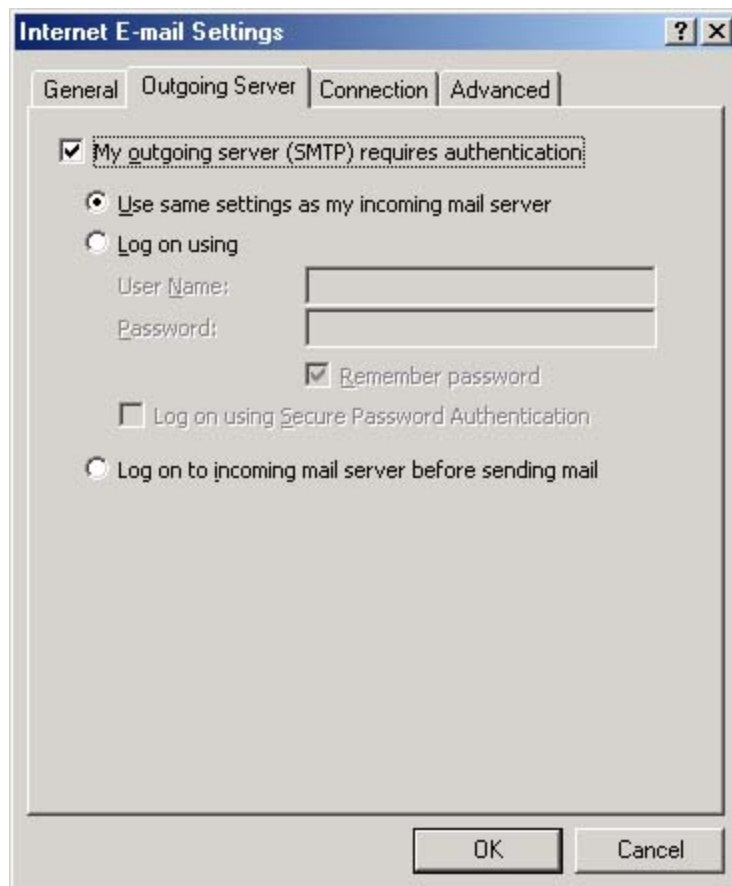 Internet E-mail Settings
General Outgoing Server Connection Advanced
My outgoing server (SMTP) requires authentication
Use same settings as my incoming mail server
Log on using
User Name:
Password:
Remember password
Log on using Secure Password Authentication
Log on to incoming mail server before sending mail
OK Cancel